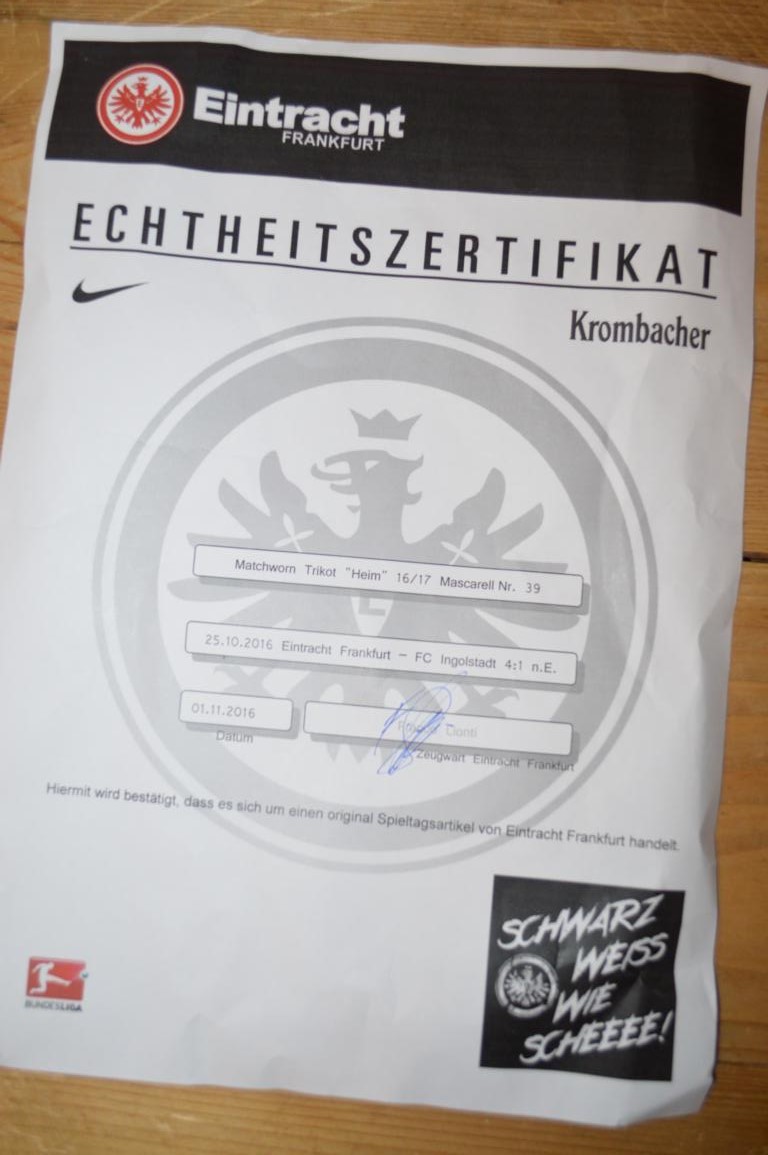 Eintracht
FRANKFURT
ECHTHEITSZERTIFIKAT
Krombacher
Matchworn Trikot "Heim" 16/17 Mascarell Nr. 39
25.10.2016 Eintracht Frankfurt – FC Ingolstadt 4:1 n.E.
01.11.2016
Datum
Zeugwart Eintracht Frankfurt
Hiermit wird bestätigt, dass es sich um einen original Spieltagsartikel von Eintracht Frankfurt handelt.
SCHWARZ
WEISS
WIE
SCHEEEE!
BUNDESLIGA